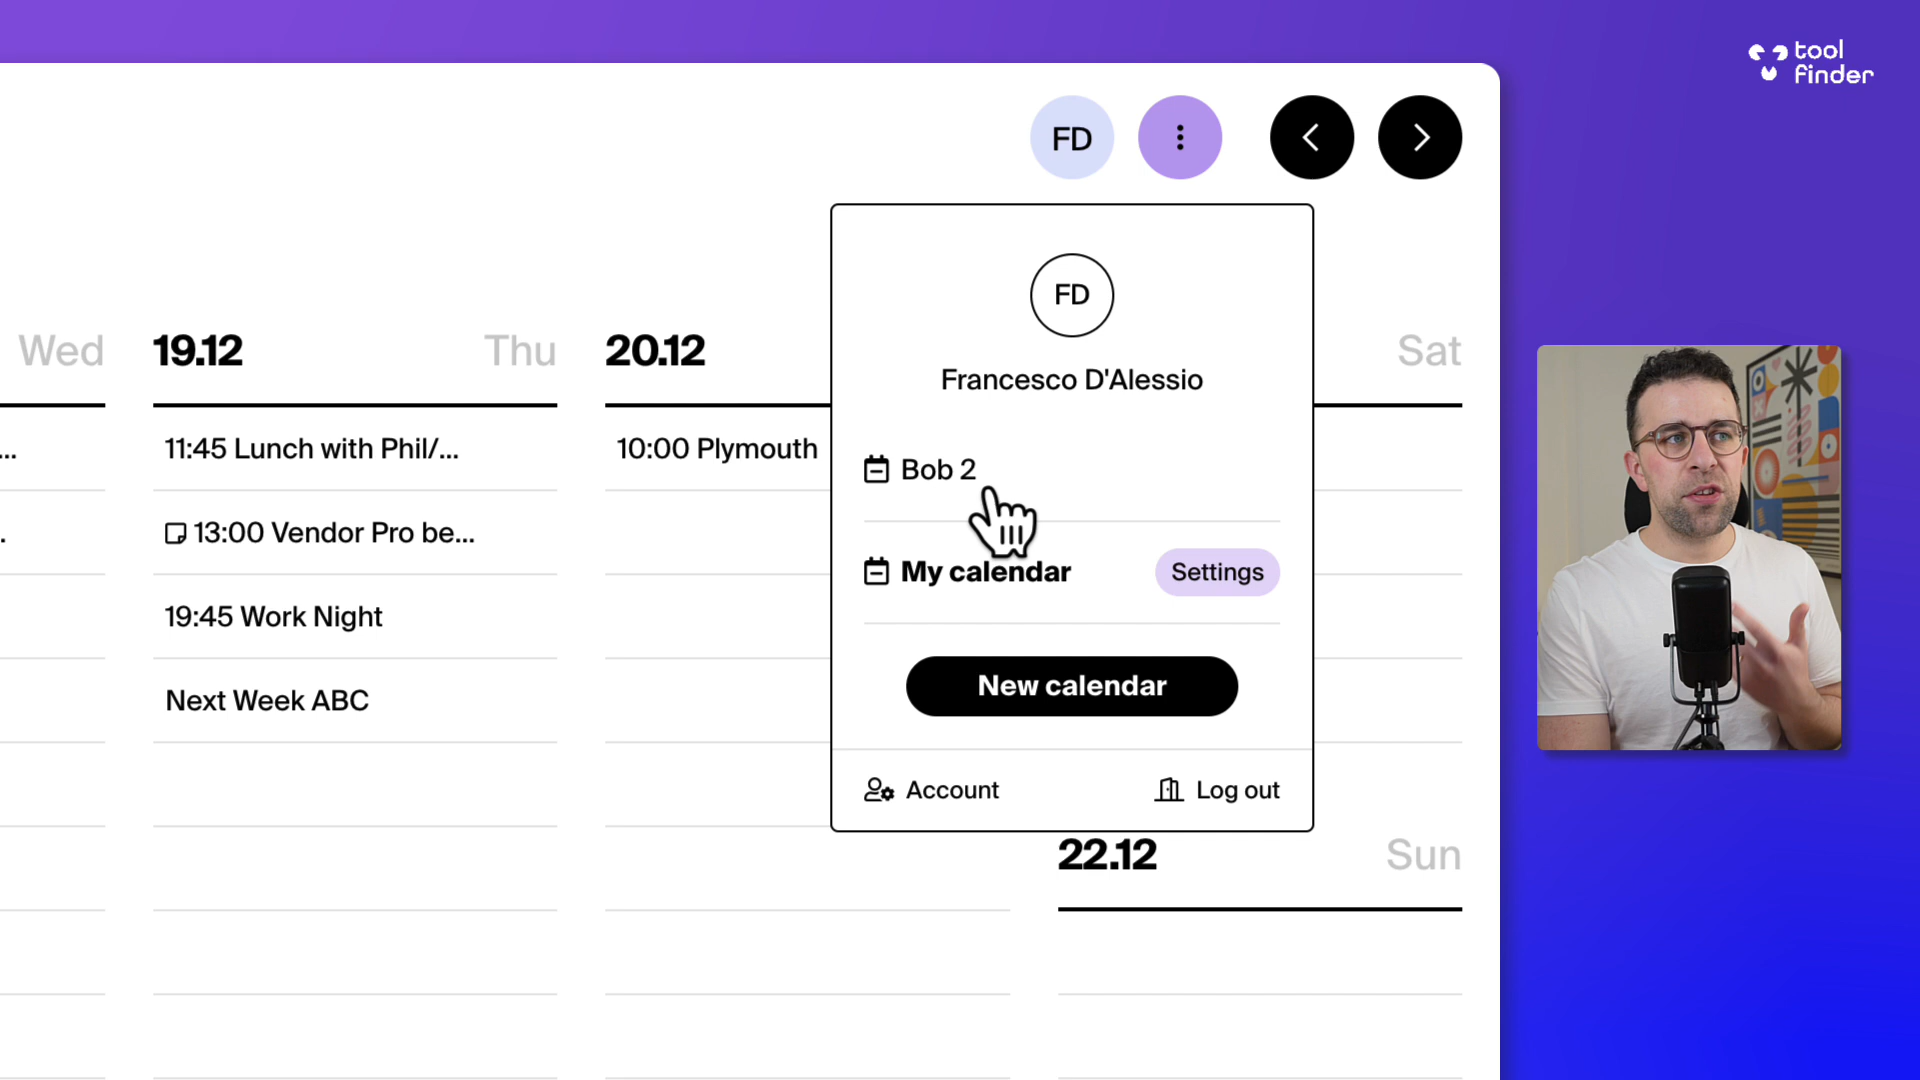 tool
finder
FD
FD
Francesco D'Alessio
Wed
19.12
Thu
20.12
Sat
...
11:45 Lunch with Phil/...
10:00 Plymouth
Bob 2
.
13:00 Vendor Pro be...
My calendar
Settings
19:45 Work Night
New calendar
Next Week ABC
Account
Log out
22.12
Sun